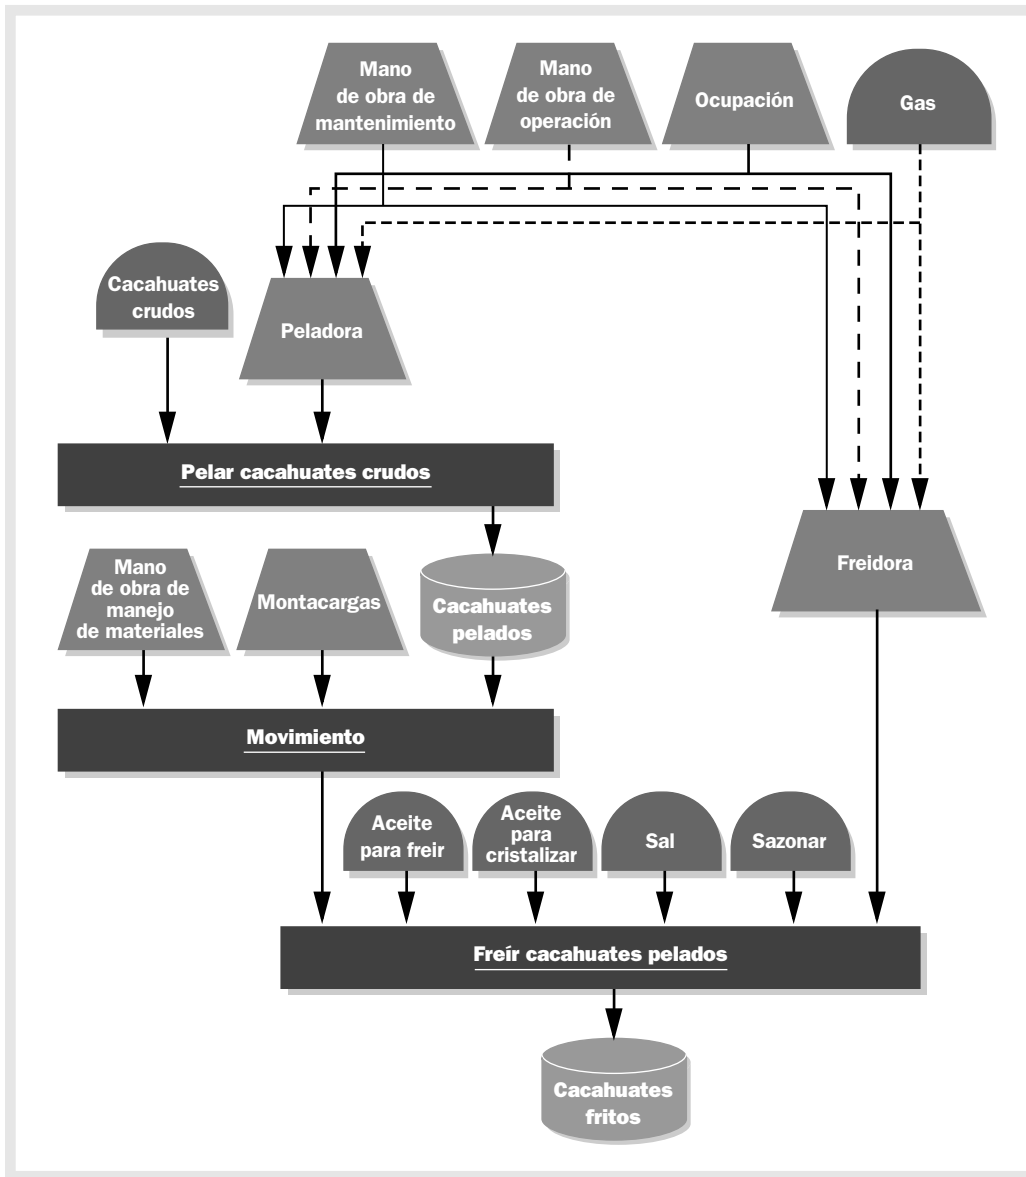 Mano
de obra de
mantenimiento
Mano
de obra de
operación
Ocupación
Gas
Cacahuates
crudos
Peladora
Pelar cacahuates crudos
Mano
de obra de
manejo
de materiales
Montacargas
Cacahuates
pelados
Freidora
Movimiento
Aceite
para freir
Aceite
para
cristalizar
Sal
Sazonar
Freír cacahuates pelados
Cacahuates
fritos